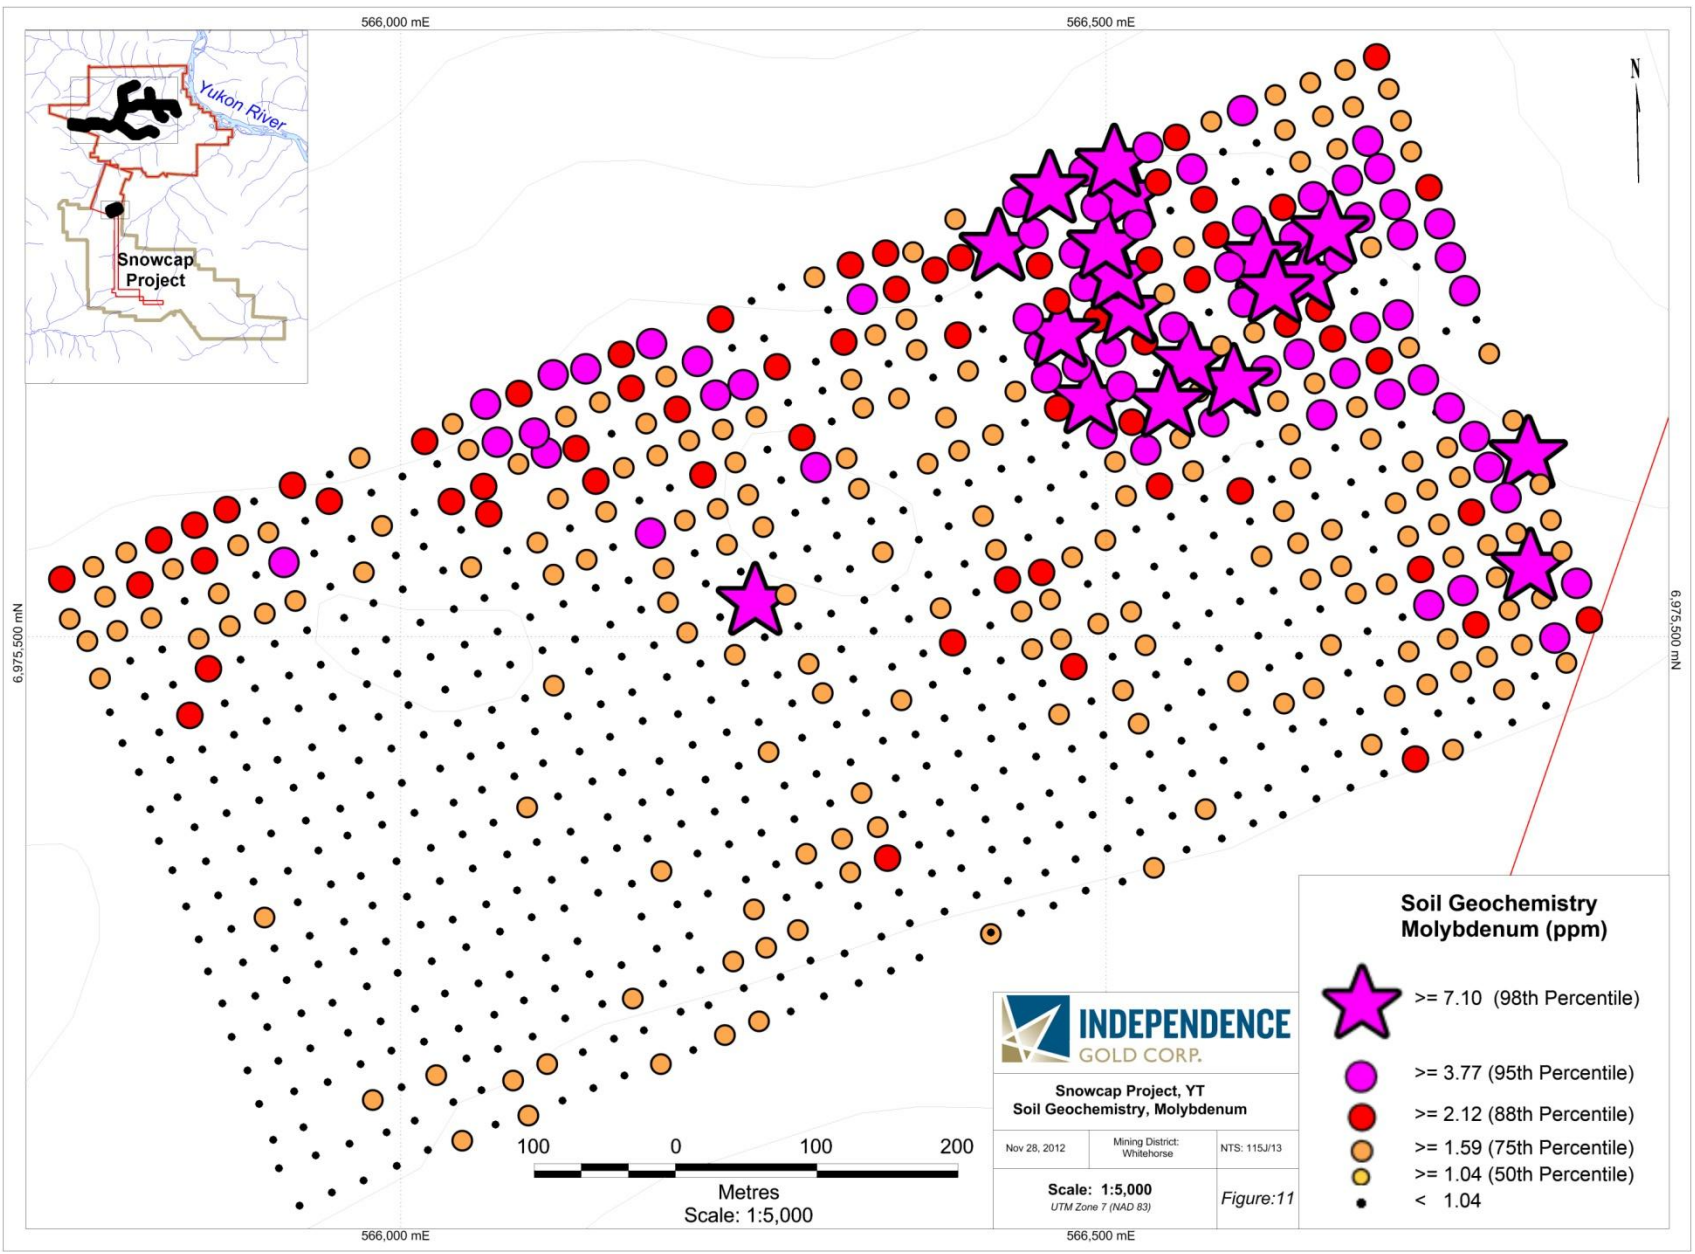 566,000 mE
566,500 mE
Yukon River
Snowcap
Project
N
6,975,500 mN
6,975,500 mN
Soil Geochemistry
Molybdenum (ppm)
>= 7.10 (98th Percentile)
>= 3.77 (95th Percentile)
>= 2.12 (88th Percentile)
>= 1.59 (75th Percentile)
>= 1.04 (50th Percentile)
< 1.04
INDEPENDENCE
GOLD CORP.
Snowcap Project, YT
Soil Geochemistry, Molybdenum
Nov 28, 2012
Mining District:
Whitehorse
NTS: 115J/13
Scale: 1:5,000
UTM Zone 7 (NAD 83)
Figure:11
100 0 100 200
Metres
Scale: 1:5,000
566,000 mE
566,500 mE